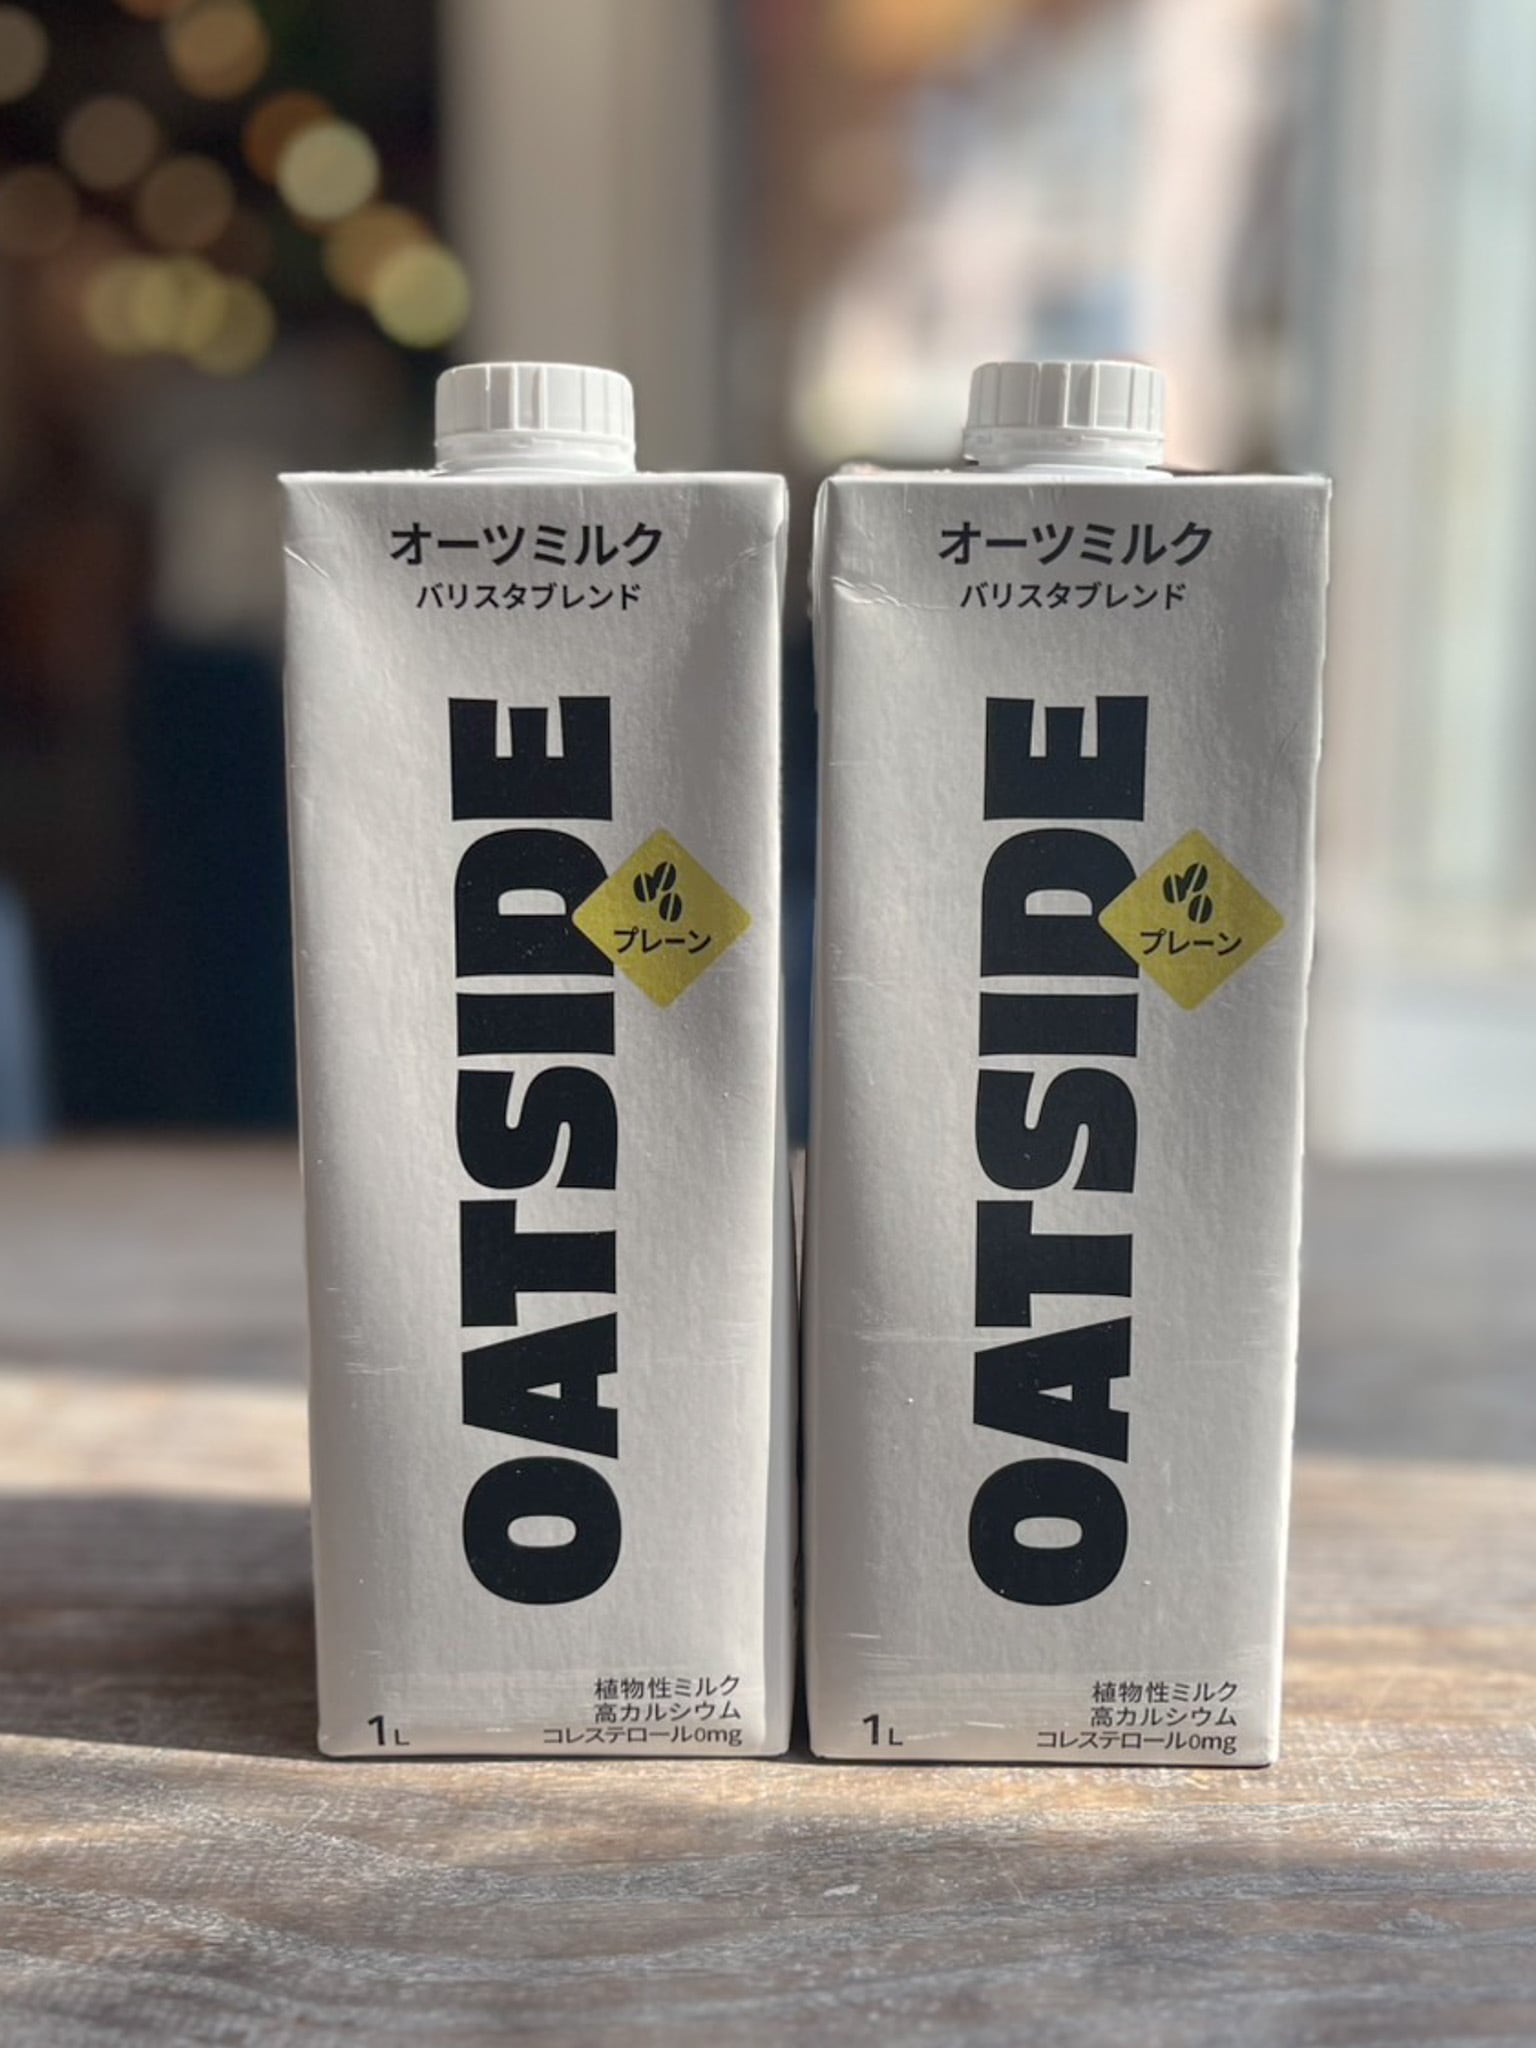 オーツミルク
バリスタブレンド
OATSIDE
プレーン
植物性ミルク
高カルシウム
コレステロール0mg
1L
オーツミルク
バリスタブレンド
OATSIDE
プレーン
植物性ミルク
高カルシウム
コレステロール0mg
1L